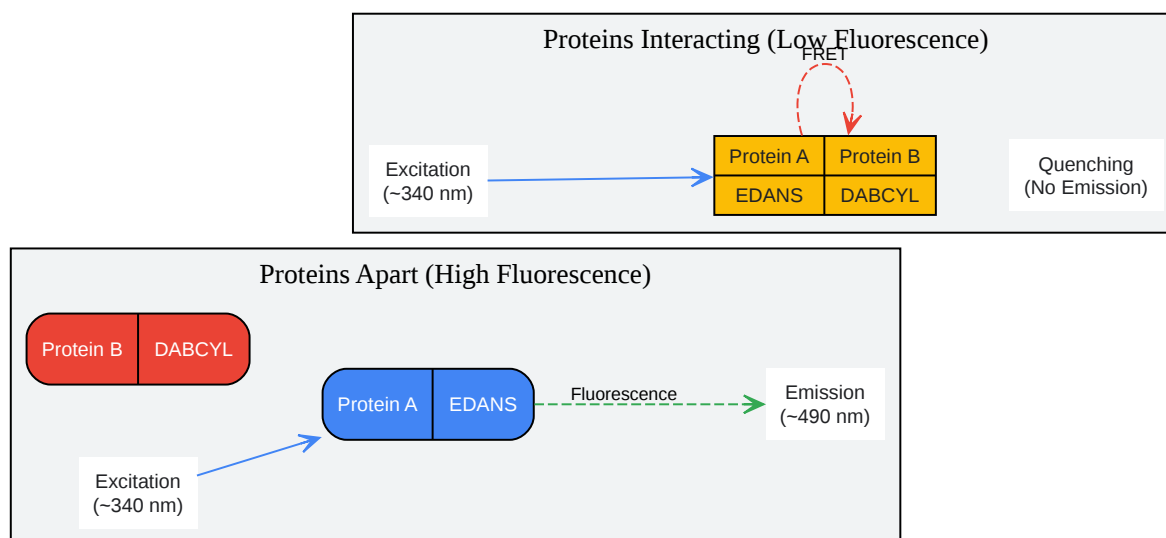 Proteins Interacting (Low Fluorescence)
FRET
Excitation
(~340 nm)
Protein A
Protein B
EDANS
DABCYL
Quenching
(No Emission)
Proteins Apart (High Fluorescence)
Protein B
DABCYL
Protein A
EDANS
Fluorescence
Emission
(~490 nm)
Excitation
(~340 nm)